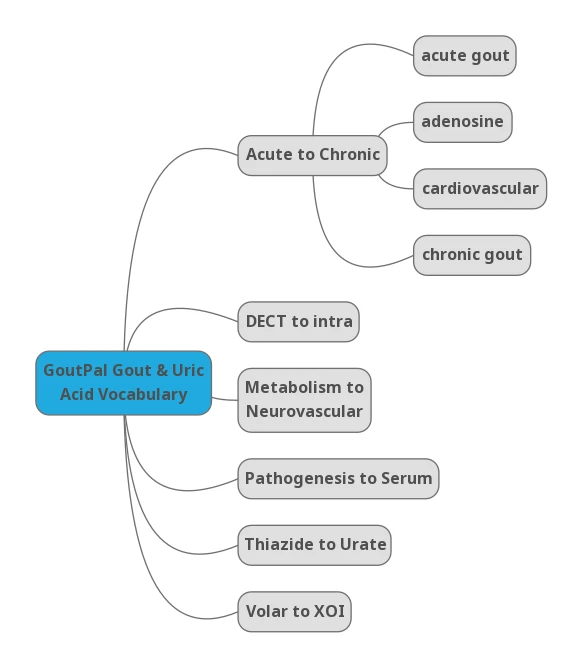 acute gout
adenosine
Acute to Chronic
cardiovascular
chronic gout
DECT to intra
GoutPal Gout & Uric
Acid Vocabulary
Metabolism to
Neurovascular
Pathogenesis to Serum
Thiazide to Urate
Volar to XOI